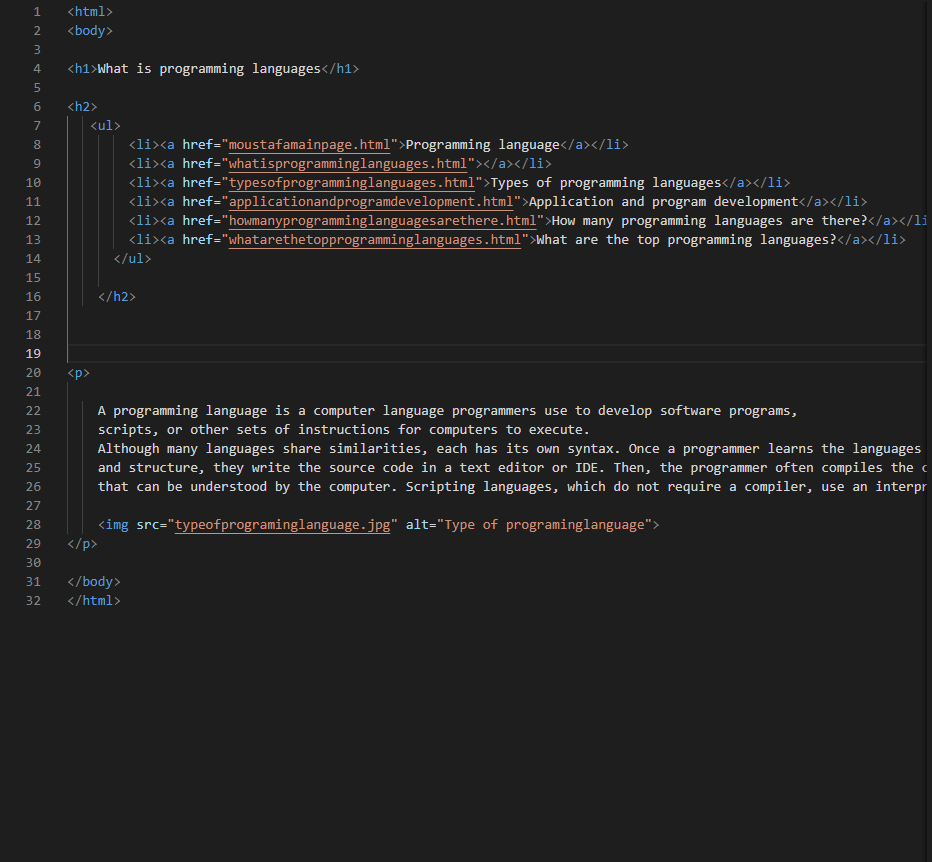 1 <html>
2 <body>
3
4 <h1>What is programming languages</h1>
5
6 <h2>
7 <ul>
8 <li><a href="moustafamainpage.html">Programming language</a></li>
9 <li><a href="whatisprogramminglanguages.html"></a></li>
10 <li><a href="typesofprogramminglanguages.html">Types of programming languages</a></li>
11 <li><a href="applicationandprogramdevelopment.html">Application and program development</a></li>
12 <li><a href="howmanyprogramminglanguagesarethere.html">How many programming languages are there?</a></li
13 <li><a href="whatarethetopprogramminglanguages.html">What are the top programming languages?</a></li>
14 </ul>
15
16 </h2>
17
18
19
20 <p>
21
22 A programming language is a computer language programmers use to develop software programs,
23 scripts, or other sets of instructions for computers to execute.
24 Although many languages share similarities, each has its own syntax. Once a programmer learns the languages
25 and structure, they write the source code in a text editor or IDE. Then, the programmer often compiles the
26 that can be understood by the computer. Scripting languages, which do not require a compiler, use an interpr
27
28 <img src="typeofprograminglanguage.jpg" alt="Type of programinglanguage">
29 </p>
30
31 </body>
32 </html>